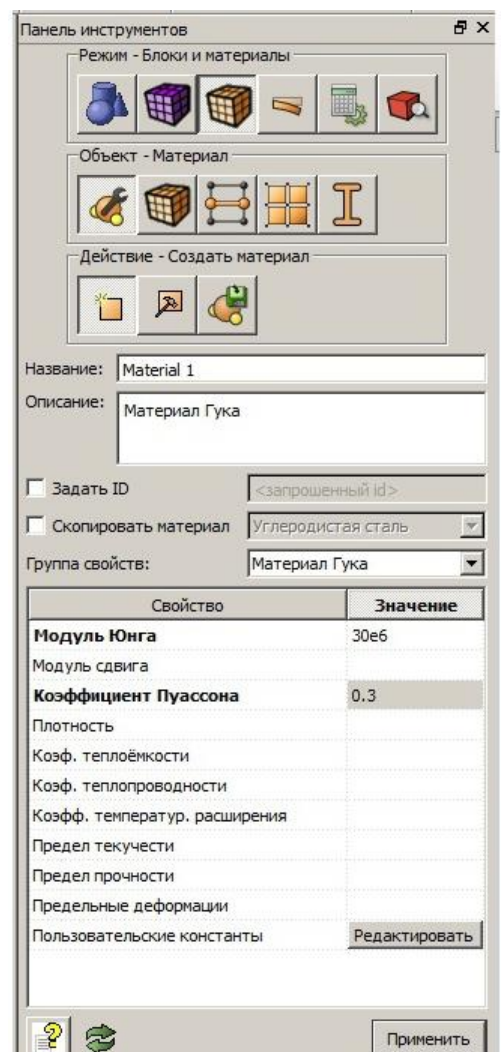 Панель инструментов
Режим - Блоки и материалы
Объект - Материал
Действие - Создать материал
Название: Material 1
Описание: Материал Гука
Задать ID <запрошенный id>
Скопировать материал Углеродистая сталь
Группа свойств: Материал Гука
Свойство Значение
Модуль Юнга 30e6
Модуль сдвига
Коэффициент Пуассона 0.3
Плотность
Коэф. теплоёмкости
Коэф. теплопроводности
Коэфф. температур. расширения
Предел текучести
Предел прочности
Предельные деформации
Пользовательские константы Редактировать
Применить